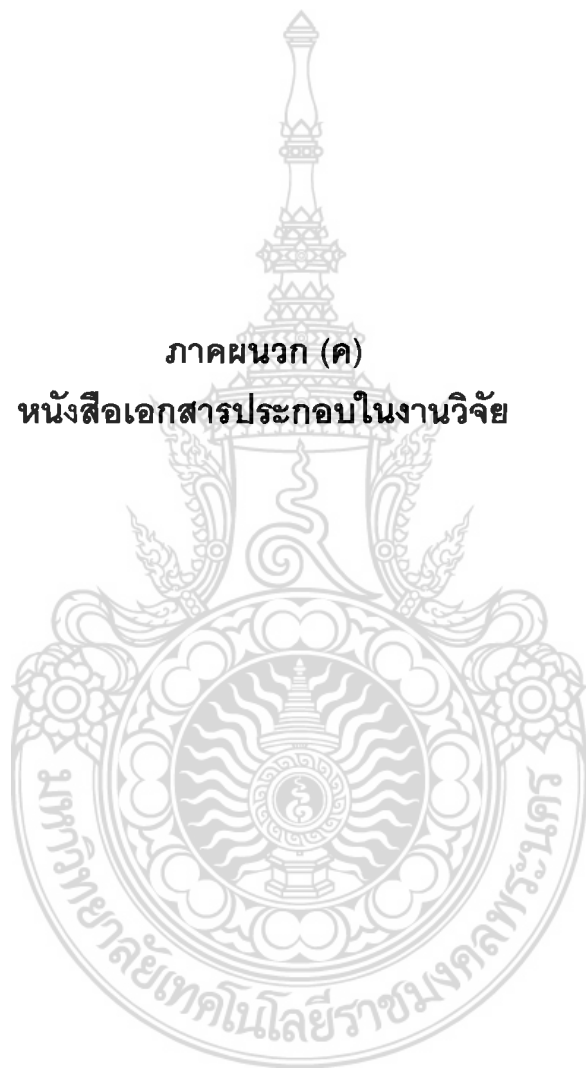 ภาคผนวก (ค)
หนังสือเอกสารประกอบในงานวิจัย
มหาวิทยาลัยเทคโนโลยีราชมงคลพระนคร